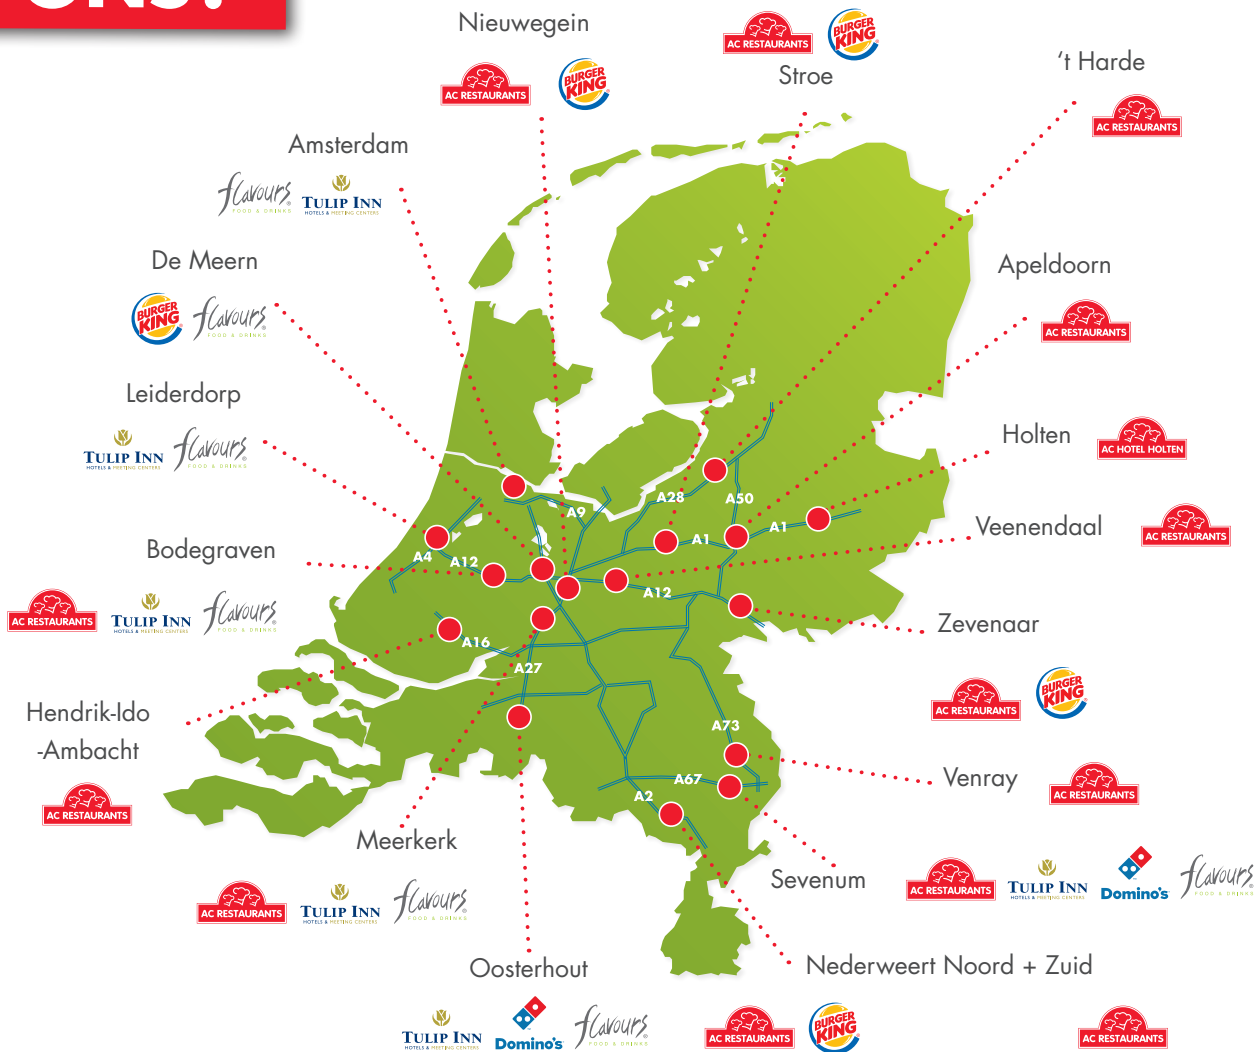 ONS?
Nieuwegein
AC RESTAURANTS
BURGER KING
AC RESTAURANTS
BURGER KING
Stroe
't Harde
AC RESTAURANTS
Amsterdam
flavours
FOOD & DRINKS
TULIP INN
HOTELS & MEETING CENTERS
De Meern
BURGER KING
flavours
FOOD & DRINKS
Apeldoorn
AC RESTAURANTS
Leiderdorp
TULIP INN
HOTELS & MEETING CENTERS
flavours
FOOD & DRINKS
Holten
AC HOTEL HOLTEN
A28
A50
A9
A1
A1
Veenendaal
AC RESTAURANTS
Bodegraven
A4
A12
A12
AC RESTAURANTS
TULIP INN
HOTELS & MEETING CENTERS
flavours
FOOD & DRINKS
Zevenaar
AC RESTAURANTS
BURGER KING
A16
A27
Hendrik-Ido
-Ambacht
AC RESTAURANTS
A73
A67
A2
Venray
AC RESTAURANTS
Meerkerk
AC RESTAURANTS
TULIP INN
HOTELS & MEETING CENTERS
flavours
FOOD & DRINKS
Sevenum
AC RESTAURANTS
TULIP INN
HOTELS & MEETING CENTERS
Domino's
flavours
FOOD & DRINKS
Oosterhout
TULIP INN
HOTELS & MEETING CENTERS
Domino's
flavours
FOOD & DRINKS
Nederweert Noord + Zuid
AC RESTAURANTS
BURGER KING
AC RESTAURANTS